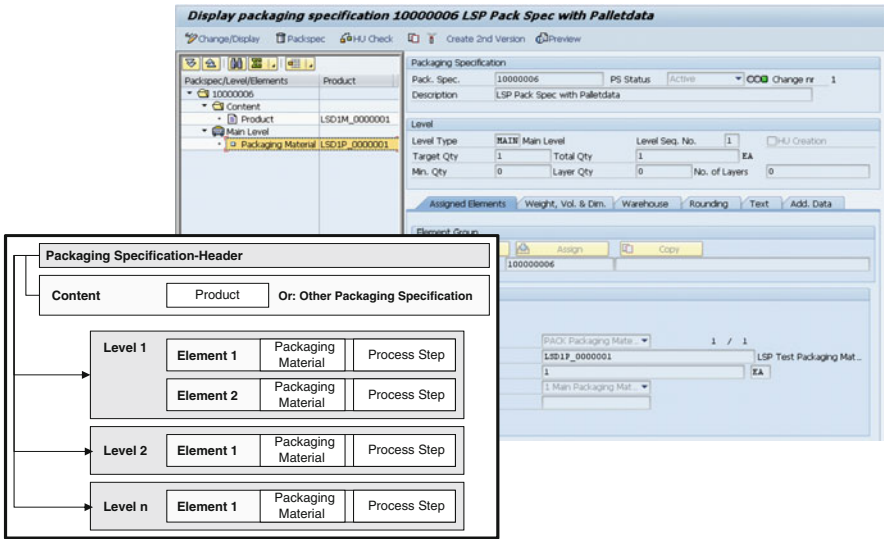 Display packaging specification 10000006 LSP Pack Spec with Palletdata
Change/Display Packspec HU Check Create 2nd Version Preview
Packspec/Level/Elements Product
10000006
Content
Product LSD1M_0000001
Main Level
Packaging Material LSD1P_0000001
Packaging Specification
Pack. Spec. 10000006 PS Status Active Change nr 1
Description LSP Pack Spec with Palletdata
Level
Level Type MAIN Main Level Level Seq. No. 1 HU Creation
Target Qty 1 Total Qty 1 EA
Min. Qty 0 Layer Qty 0 No. of Layers 0
Assigned Elements Weight, Vol. & Dim. Warehouse Rounding Text Add. Data
Element Group
Assign Copy
100000006
PACK Packaging Mate... 1 / 1
LSD1P_0000001 LSP Test Packaging Mat...
1 EA
1 Main Packaging Mat...
Packaging Specification-Header
Content Product Or: Other Packaging Specification
Level 1
Element 1 Packaging Material Process Step
Element 2 Packaging Material Process Step
Level 2 Element 1 Packaging Material Process Step
Level n Element 1 Packaging Material Process Step